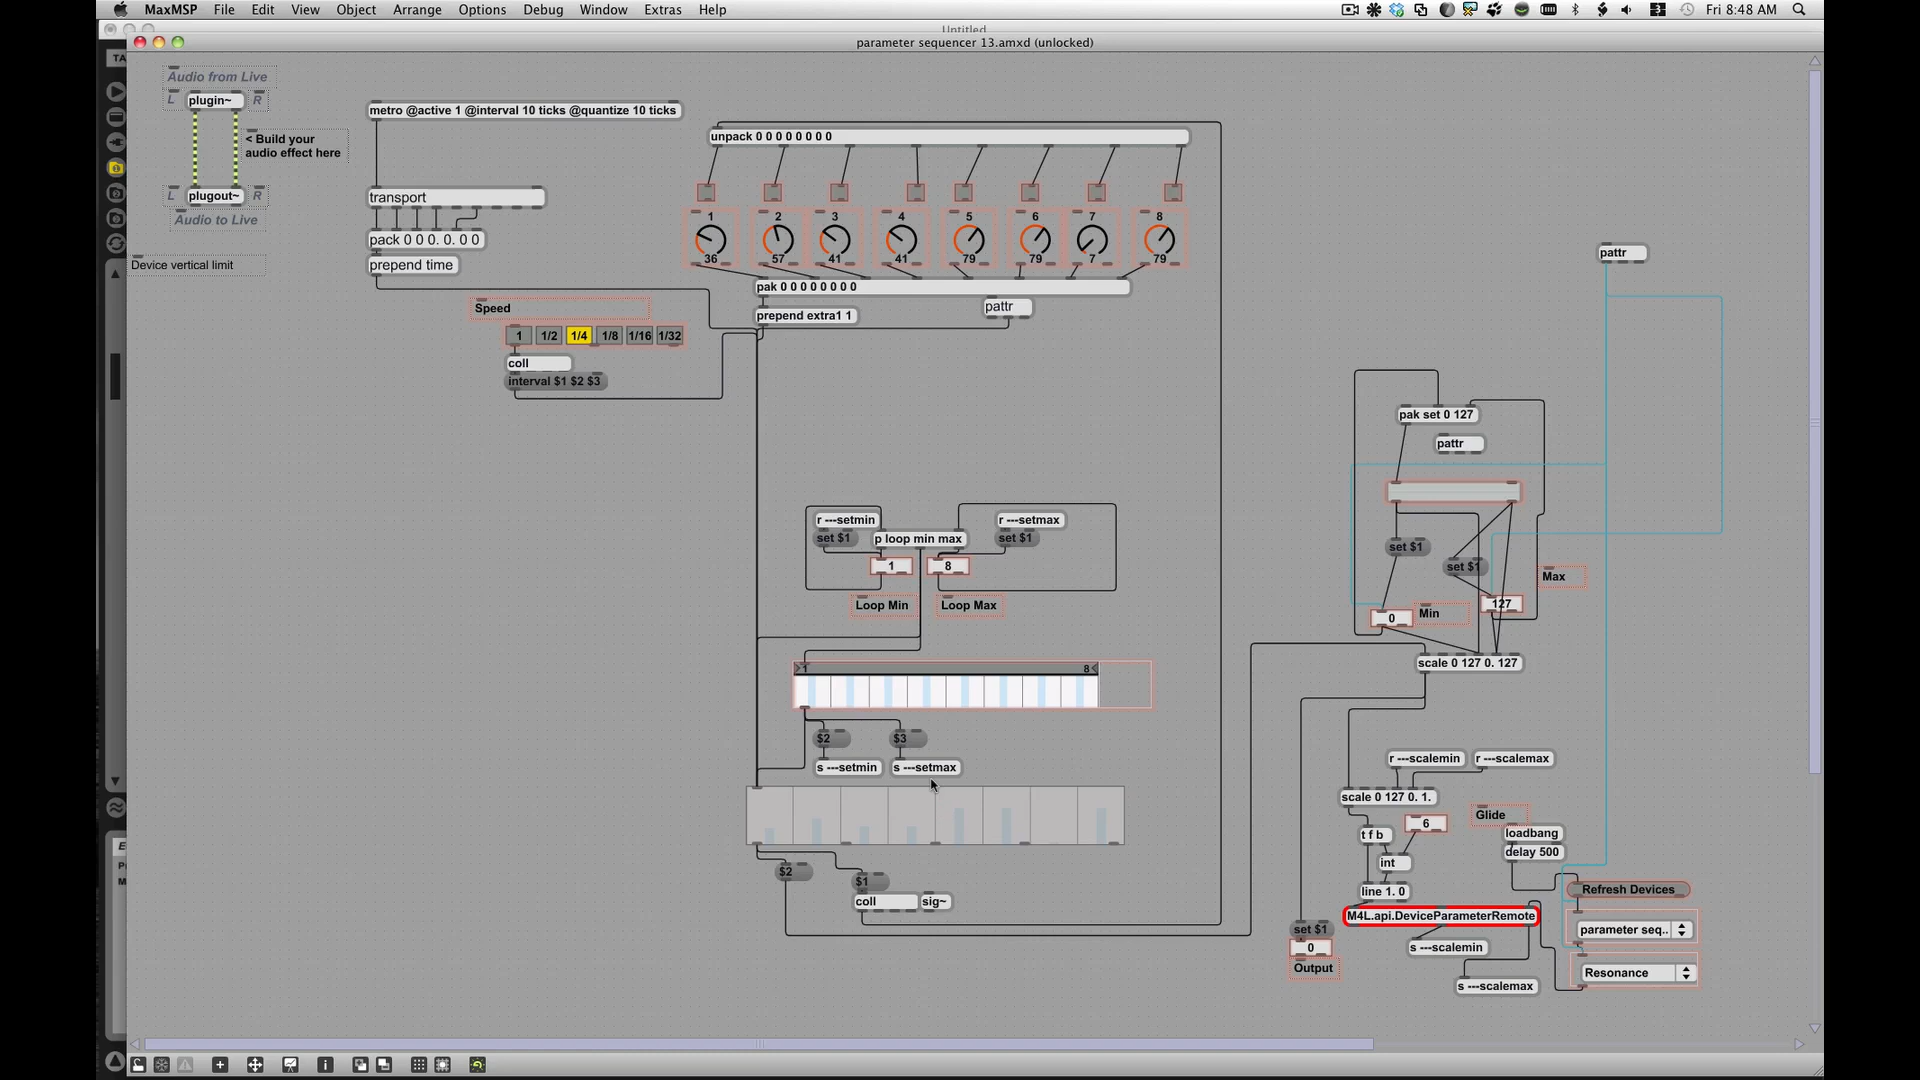 MaxMSP File Edit View Object Arrange Options Debug Window Extras Help
Fri 8:48 AM
Untitled
parameter sequencer 13.amxd (unlocked)
TA
Audio from Live
L plugin~ R
< Build your
audio effect here
L plugout~ R
Audio to Live
Device vertical limit
metro @active 1 @interval 10 ticks @quantize 10 ticks
transport
pack 0 0 0. 0. 0 0
prepend time
Speed
1 1/2 1/4 1/8 1/16 1/32
coll
interval $1 $2 $3
unpack 0 0 0 0 0 0 0 0
1 2 3 4 5 6 7 8
36 57 41 41 79 79 7 79
pak 0 0 0 0 0 0 0 0
pattr
prepend extra1 1
r ---setmin
r ---setmax
set $1
p loop min max
set $1
1
8
Loop Min
Loop Max
1 8
$2
$3
s ---setmin
s ---setmax
$2
$1
coll
sig~
pattr
pak set 0 127
pattr
set $1
set $1
Max
127
0
Min
scale 0 127 0. 127
r ---scalemin
r ---scalemax
scale 0 127 0. 1.
Glide
6
t f b
loadbang
delay 500
int
line 1. 0
Refresh Devices
M4L.api.DeviceParameterRemote
set $1
parameter seq..
0
s ---scalemin
Output
Resonance
s ---scalemax